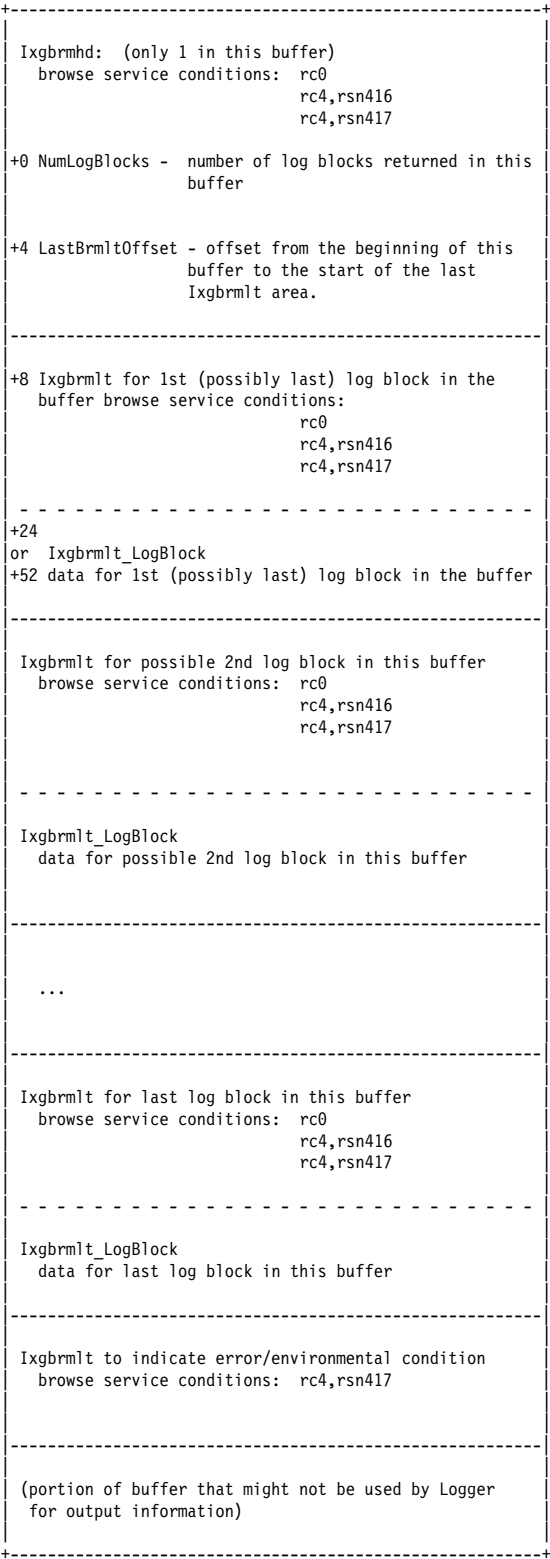 Ixgbrmhd: (only 1 in this buffer)
browse service conditions: rc0
rc4,rsn416
rc4,rsn417
+0 NumLogBlocks - number of log blocks returned in this
buffer
+4 LastBrmltOffset - offset from the beginning of this
buffer to the start of the last
Ixgbrmlt area.
+8 Ixgbrmlt for 1st (possibly last) log block in the
buffer browse service conditions:
rc0
rc4,rsn416
rc4,rsn417
+24
or Ixgbrmlt_LogBlock
+52 data for 1st (possibly last) log block in the buffer
Ixgbrmlt for possible 2nd log block in this buffer
browse service conditions: rc0
rc4,rsn416
rc4,rsn417
Ixgbrmlt_LogBlock
data for possible 2nd log block in this buffer
...
Ixgbrmlt for last log block in this buffer
browse service conditions: rc0
rc4,rsn416
rc4,rsn417
Ixgbrmlt_LogBlock
data for last log block in this buffer
Ixgbrmlt to indicate error/environmental condition
browse service conditions: rc4,rsn417
(portion of buffer that might not be used by Logger
for output information)